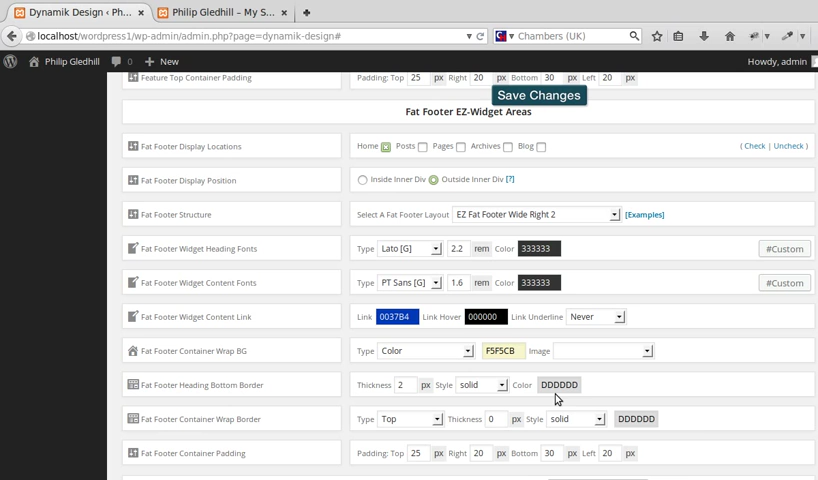 Dynamik Design ‹ Ph... × Philip Gledhill – My S... × +
localhost/wordpress1/wp-admin/admin.php?page=dynamik-design# Chambers (UK)
Philip Gledhill 0 + New Howdy, admin
Feature Top Container Padding Padding: Top 25 px Right 20 px Bottom 30 px Left 20 px
Save Changes
Fat Footer EZ-Widget Areas
Fat Footer Display Locations Home Posts Pages Archives Blog ( Check | Uncheck )
Fat Footer Display Position Inside Inner Div Outside Inner Div [?]
Fat Footer Structure Select A Fat Footer Layout EZ Fat Footer Wide Right 2 [Examples]
Fat Footer Widget Heading Fonts Type Lato [G] 2.2 rem Color 333333 #Custom
Fat Footer Widget Content Fonts Type PT Sans [G] 1.6 rem Color 333333 #Custom
Fat Footer Widget Content Link Link 0037B4 Link Hover 000000 Link Underline Never
Fat Footer Container Wrap BG Type Color F5F5CB Image
Fat Footer Heading Bottom Border Thickness 2 px Style solid Color DDDDDD
Fat Footer Container Wrap Border Type Top Thickness 0 px Style solid DDDDDD
Fat Footer Container Padding Padding: Top 25 px Right 20 px Bottom 30 px Left 20 px